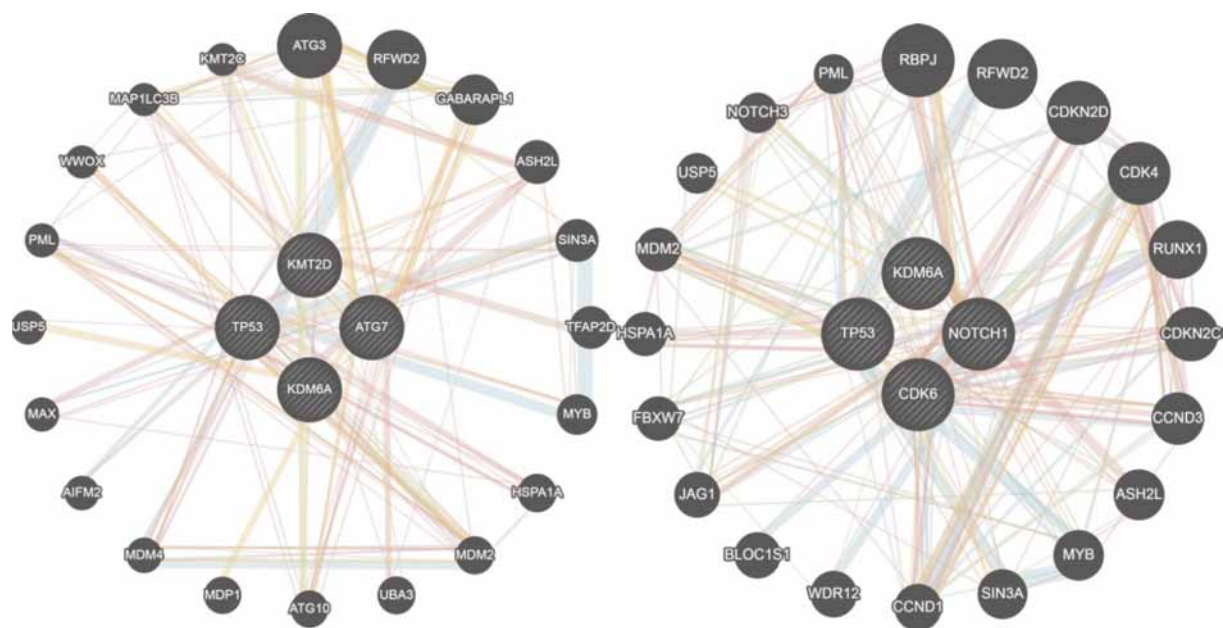 ATG3
RFWD2
KMT2C
GABARAPL1
MAP1LC3B
WWOX
ASH2L
PML
SIN3A
KMT2D
TP53
ATG7
TFAP2D
USP5
KDM6A
MAX
MYB
AIFM2
HSPA1A
MDM4
MDM2
MDP1
ATG10
UBA3
RBPJ
RFWD2
PML
NOTCH3
CDKN2D
USP5
CDK4
MDM2
RUNX1
KDM6A
HSPA1A
TP53
NOTCH1
CDKN2C
CDK6
FBXW7
CCND3
JAG1
ASH2L
BLOC1S1
MYB
WDR12
SIN3A
CCND1